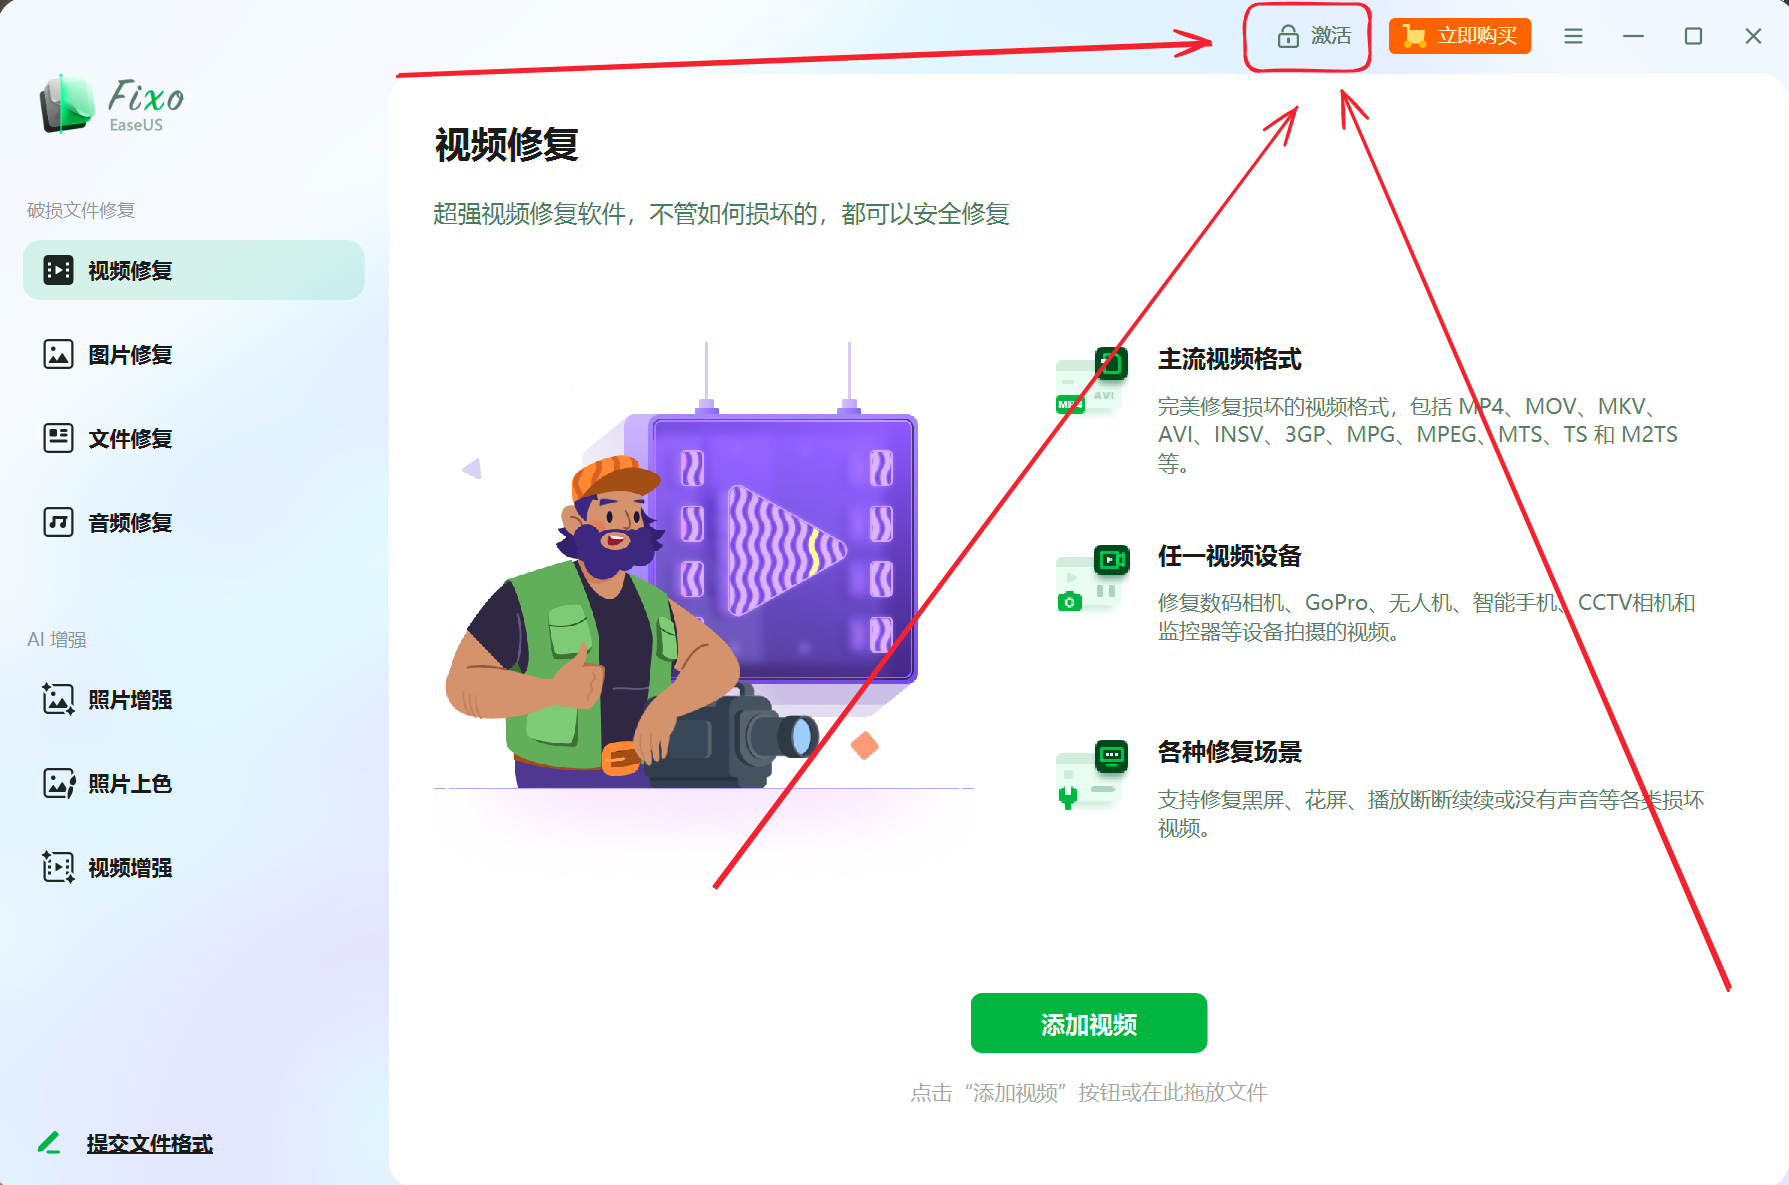 激活
立即购买
Fixo
EaseUS
破损文件修复
视频修复
图片修复
文件修复
音频修复
AI 增强
照片增强
照片上色
视频增强
提交文件格式
视频修复
超强视频修复软件，不管如何损坏的，都可以安全修复
MP4
AVI
主流视频格式
完美修复损坏的视频格式，包括 MP4、MOV、MKV、
AVI、INSV、3GP、MPG、MPEG、MTS、TS 和 M2TS
等。
任一视频设备
修复数码相机、GoPro、无人机、智能手机、CCTV相机和
监控器等设备拍摄的视频。
各种修复场景
支持修复黑屏、花屏、播放断断续续或没有声音等各类损坏
视频。
添加视频
点击“添加视频”按钮或在此拖放文件